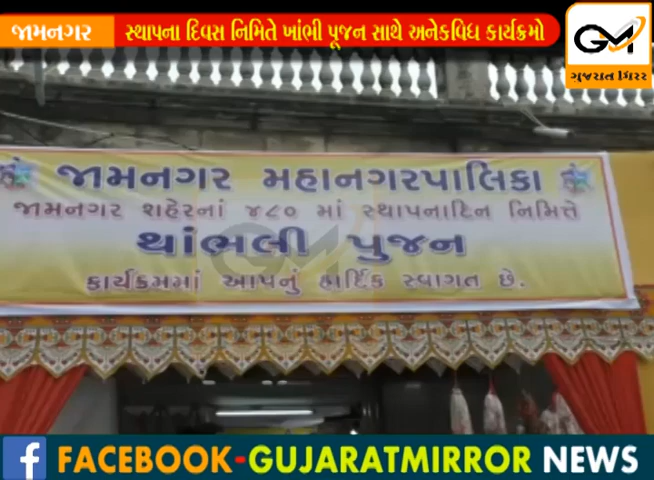 જામનગર
સ્થાપના દિવસ નિમિતે ખાંભી પૂજન સાથે અનેકવિધ કાર્યક્રમો
GM
ગુજરાત મિરર
જામનગર મહાનગરપાલિકા
જામનગર શહેરનાં ૪૮૦ માં સ્થાપનાદિન નિમિત્તે
થાંભલી પુજન
કાર્યક્રમમાં આપનું હાર્દિક સ્વાગત છે.
f FACEBOOK-GUJARATMIRROR NEWS